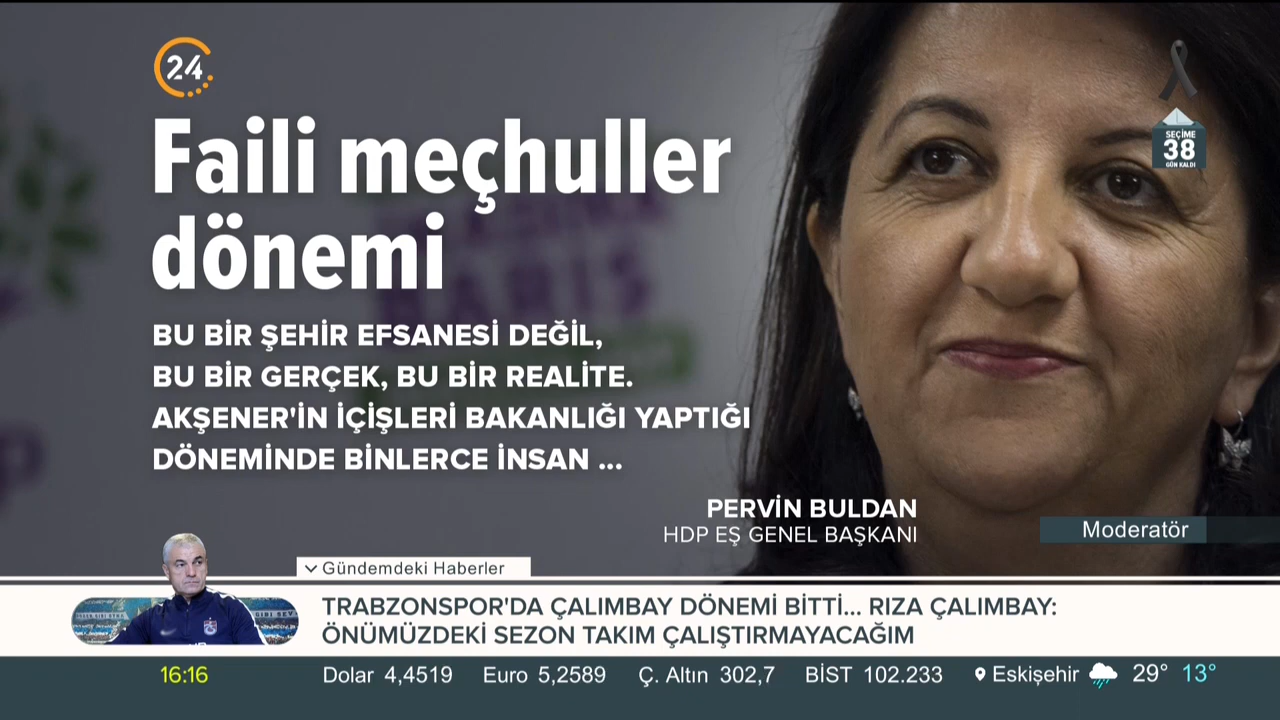 24
SEÇİME
38
GÜN KALDI
Faili meçhuller
dönemi
BU BİR ŞEHİR EFSANESİ DEĞİL,
BU BİR GERÇEK, BU BİR REALİTE.
AKŞENER'İN İÇİŞLERİ BAKANLIĞI YAPTIĞI
DÖNEMİNDE BİNLERCE İNSAN ...
PERVİN BULDAN
HDP EŞ GENEL BAŞKANI
Moderatör
Gündemdeki Haberler
TRABZONSPOR'DA ÇALIMBAY DÖNEMİ BİTTİ... RIZA ÇALIMBAY:
ÖNÜMÜZDEKİ SEZON TAKIM ÇALIŞTIRMAYACAĞIM
16:16 Dolar 4,4519 Euro 5,2589 Ç. Altın 302,7 BİST 102.233 Eskişehir 29° 13°